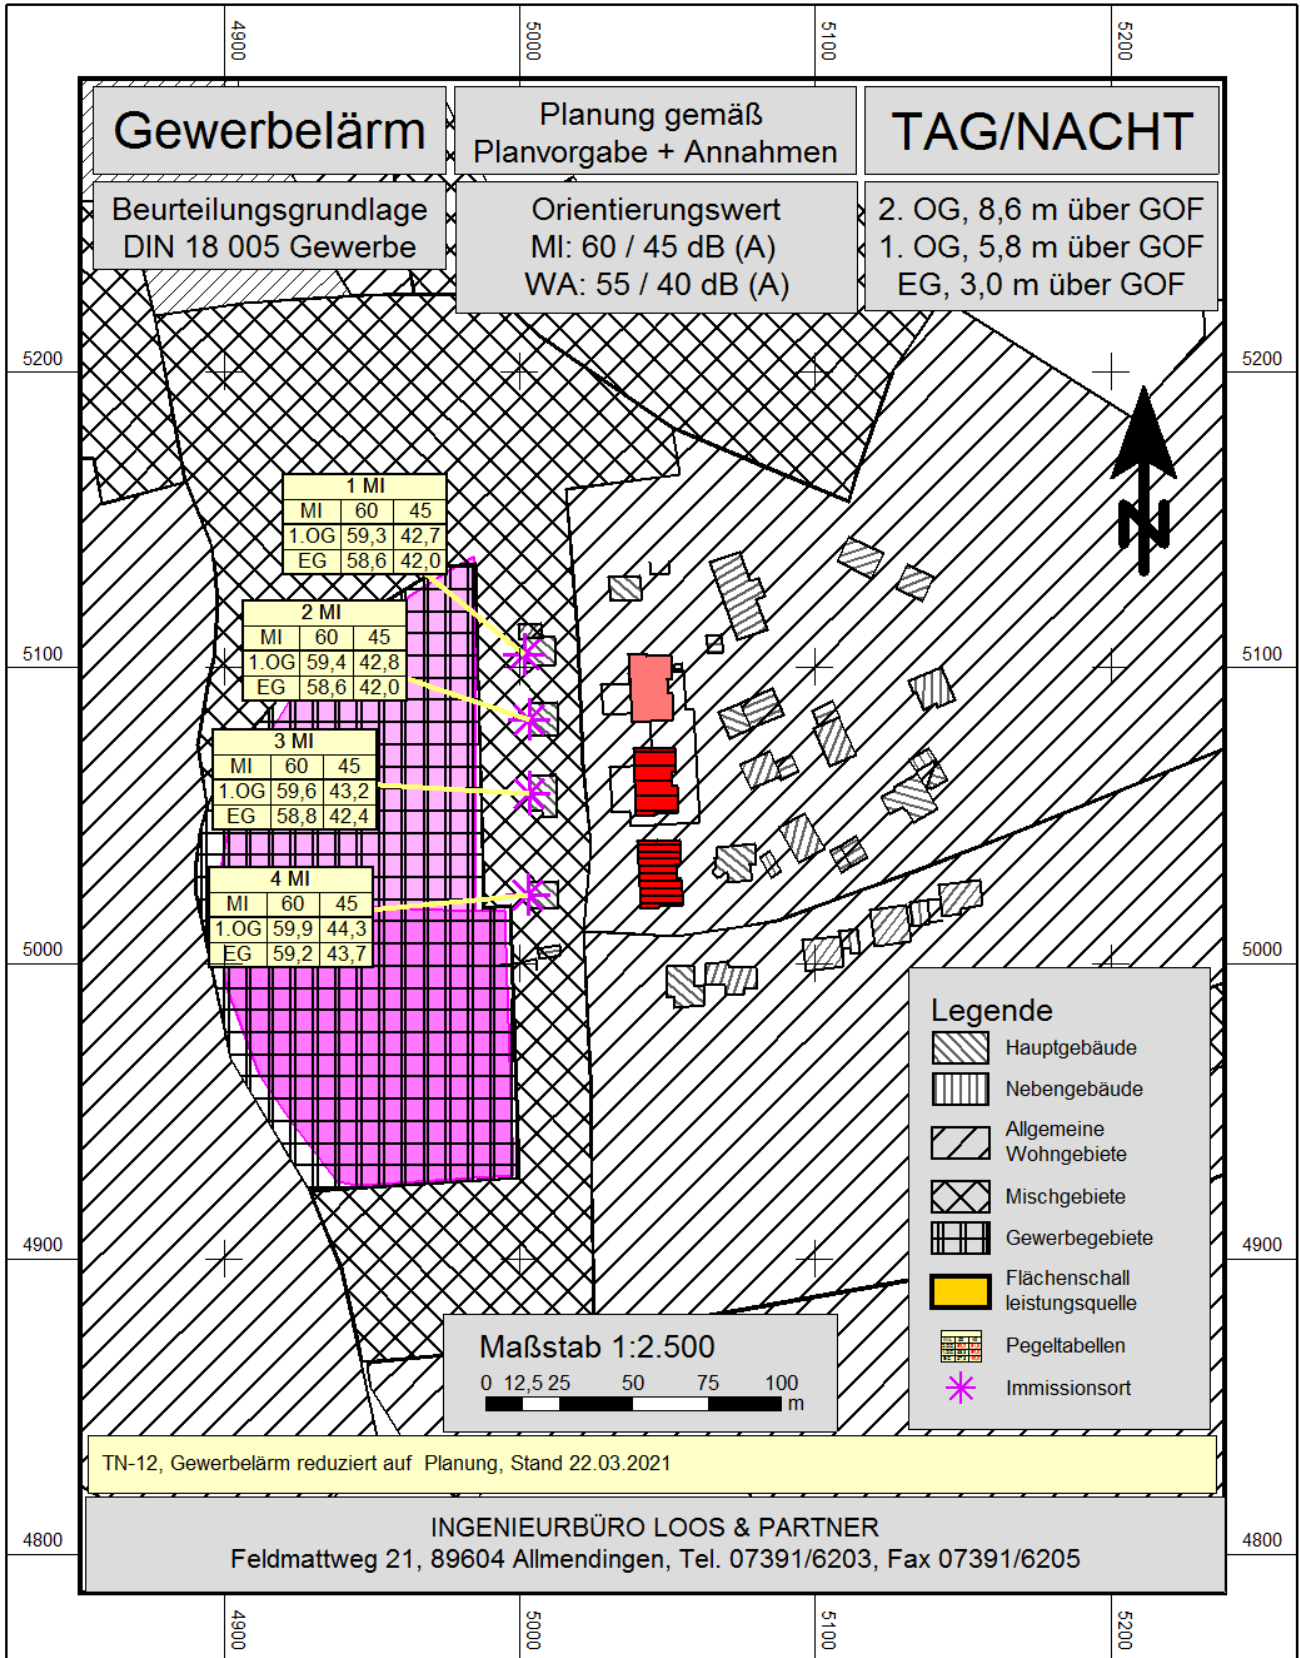 4900
5000
5100
5200
Gewerbelärm
Planung gemäß
Planvorgabe + Annahmen
TAG/NACHT
Beurteilungsgrundlage
DIN 18 005 Gewerbe
Orientierungswert
MI: 60 / 45 dB (A)
WA: 55 / 40 dB (A)
2. OG, 8,6 m über GOF
1. OG, 5,8 m über GOF
EG, 3,0 m über GOF
5200
5200
N
1 MI
MI 60 45
1.OG 59,3 42,7
EG 58,6 42,0
2 MI
MI 60 45
1.OG 59,4 42,8
EG 58,6 42,0
5100
5100
3 MI
MI 60 45
1.OG 59,6 43,2
EG 58,8 42,4
4 MI
MI 60 45
1.OG 59,9 44,3
EG 59,2 43,7
5000
5000
Legende
Hauptgebäude
Nebengebäude
Allgemeine
Wohngebiete
Mischgebiete
Gewerbegebiete
Flächenschall
leistungsquelle
Pegeltabellen
Immissionsort
4900
4900
Maßstab 1:2.500
0 12,5 25 50 75 100
m
TN-12, Gewerbelärm reduziert auf Planung, Stand 22.03.2021
INGENIEURBÜRO LOOS & PARTNER
Feldmattweg 21, 89604 Allmendingen, Tel. 07391/6203, Fax 07391/6205
4800
4800
4900
5000
5100
5200